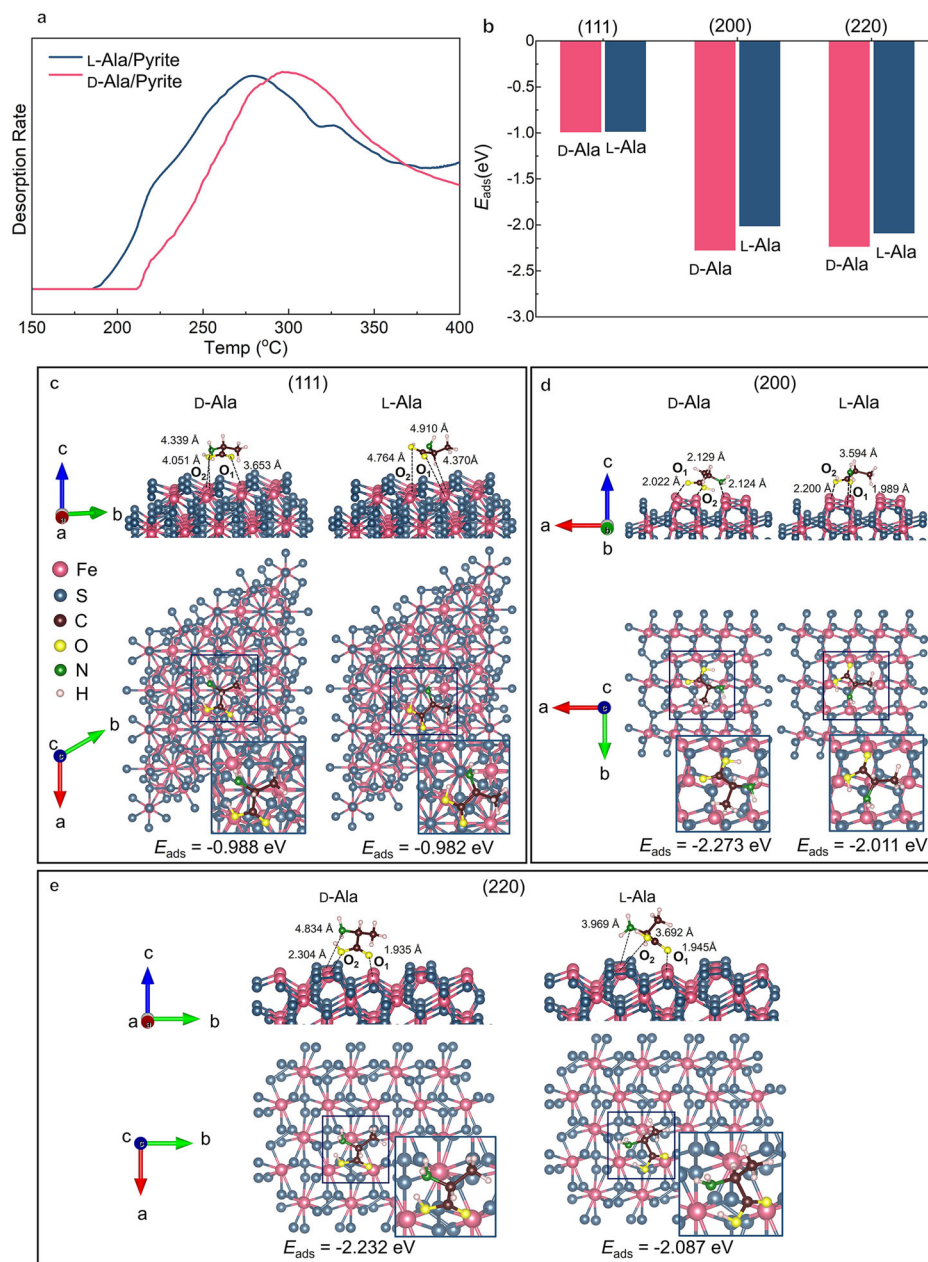 a
L-Ala/Pyrite
D-Ala/Pyrite
Desorption Rate
150 200 250 300 350 400
Temp (°C)
b
(111) (200) (220)
0
-0.5
-1.0
-1.5
-2.0
-2.5
-3.0
Eads(eV)
D-Ala L-Ala
D-Ala L-Ala
D-Ala L-Ala
c
(111)
D-Ala L-Ala
4.339 Å
4.051 Å
O2 O1
3.653 Å
4.910 Å
4.764 Å
O2 O1
4.370Å
c
b
a
Fe
S
C
O
N
H
c
b
a
Eads = -0.988 eV
Eads = -0.982 eV
d
(200)
D-Ala L-Ala
2.129 Å
O1
2.022 Å
O2
2.124 Å
3.594 Å
O2
2.200 Å
O1
1.989 Å
c
a
b
c
a
b
Eads = -2.273 eV
Eads = -2.011 eV
e
(220)
D-Ala L-Ala
4.834 Å
2.304 Å
O2 O1
1.935 Å
3.969 Å
3.692 Å
O2 O1
1.945Å
c
a a b
c c b
a
Eads = -2.232 eV
Eads = -2.087 eV